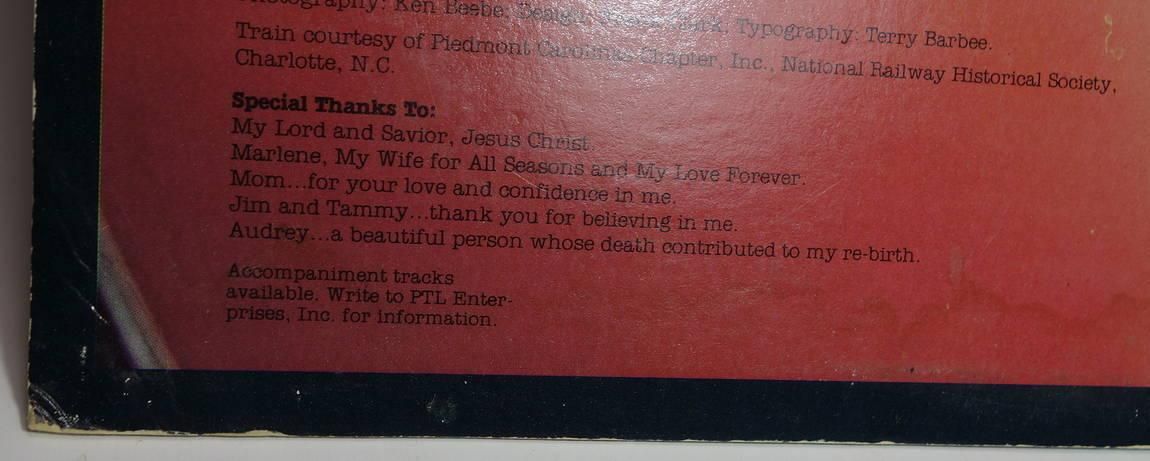 Photography: Ken Beebe. Design: Typography: Terry Barbee.
Train courtesy of Piedmont Carolinas Chapter, Inc., National Railway Historical Society,
Charlotte, N.C.
Special Thanks To:
My Lord and Savior, Jesus Christ.
Marlene, My Wife for All Seasons and My Love Forever.
Mom...for your love and confidence in me.
Jim and Tammy...thank you for believing in me.
Audrey...a beautiful person whose death contributed to my re-birth.
Accompaniment tracks
available. Write to PTL Enter-
prises, Inc. for information.